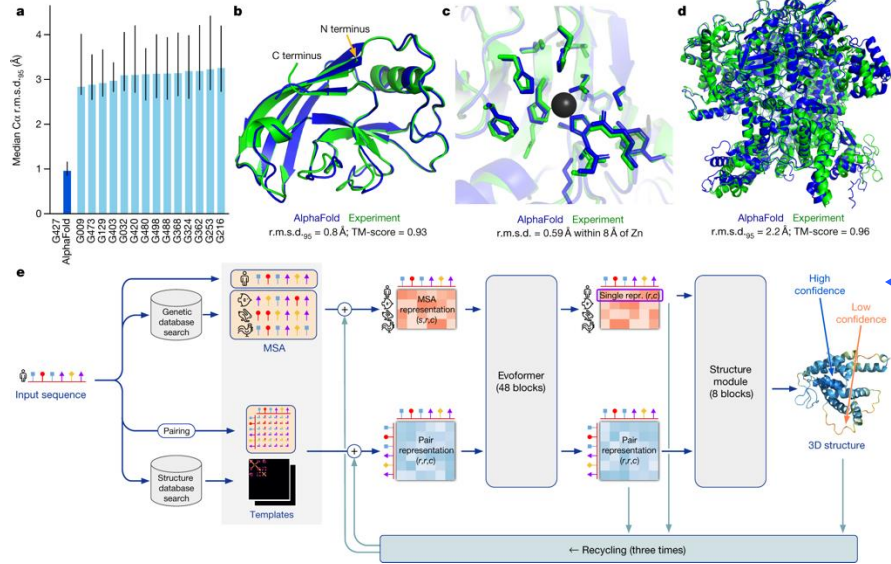 a
Median Cα r.m.s.d.95 (Å)
4
3
2
1
0
G427
AlphaFold
G009
G473
G129
G403
G032
G420
G480
G498
G488
G368
G324
G362
G253
G216
b
N terminus
C terminus
AlphaFold Experiment
r.m.s.d.95 = 0.8 Å; TM-score = 0.93
c
AlphaFold Experiment
r.m.s.d. = 0.59 Å within 8 Å of Zn
d
AlphaFold Experiment
r.m.s.d.95 = 2.2 Å; TM-score = 0.96
e
Input sequence
Genetic
database
search
MSA
Pairing
Structure
database
search
Templates
+
+
MSA
representation
(s,r,c)
Pair
representation
(r,r,c)
Evoformer
(48 blocks)
Single repr. (r,c)
Pair
representation
(r,r,c)
Structure
module
(8 blocks)
High
confidence
Low
confidence
3D structure
← Recycling (three times)